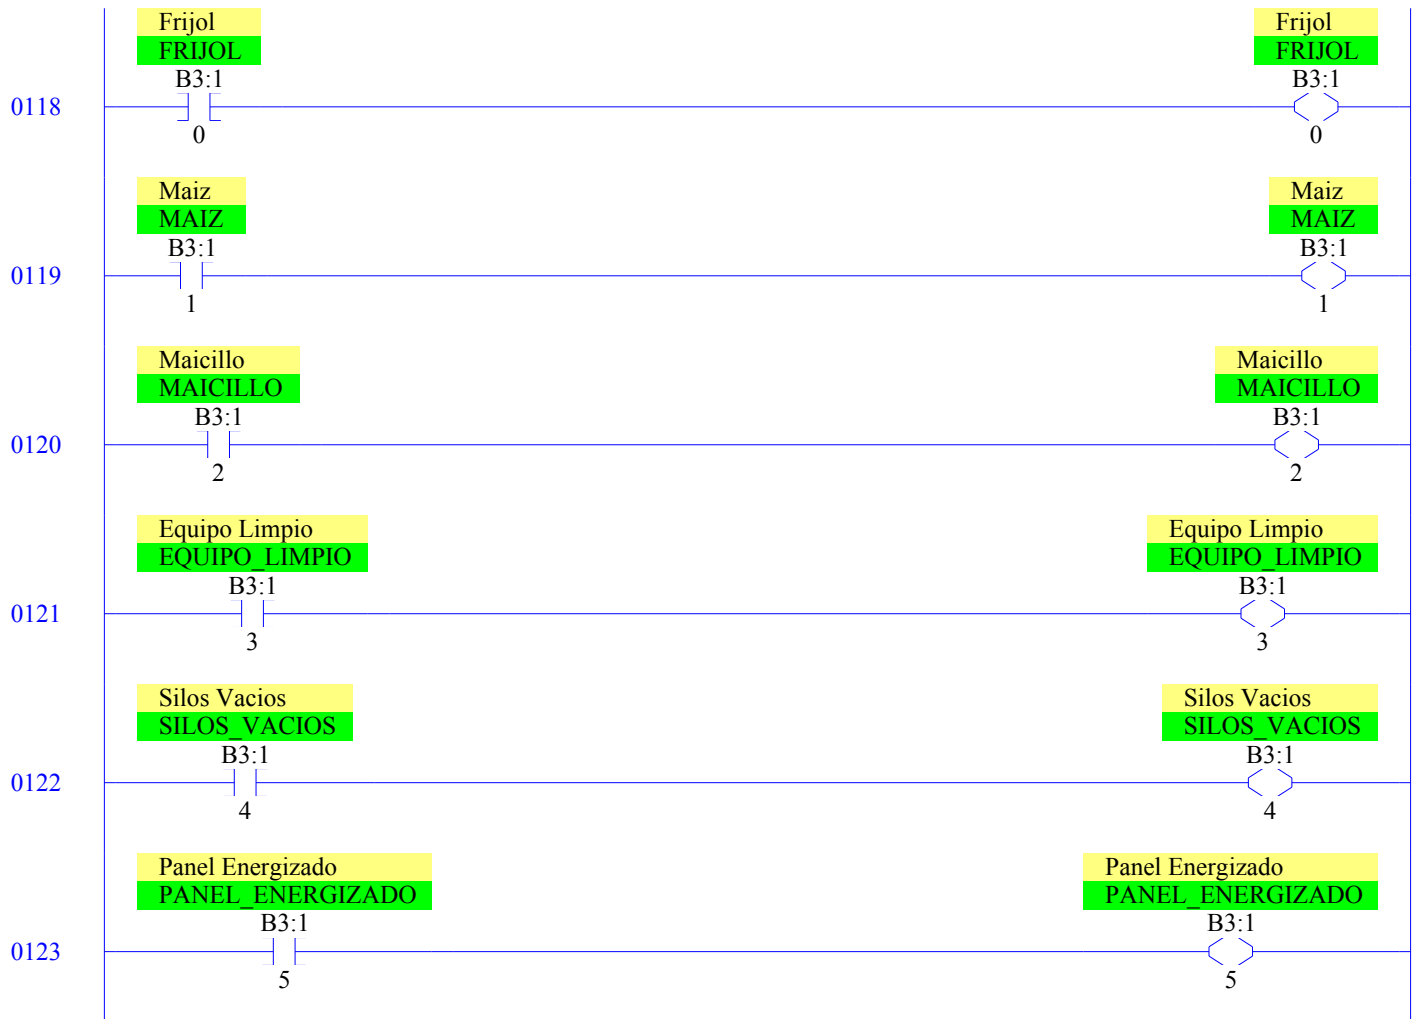 Frijol Frijol
FRIJOL FRIJOL
B3:1 B3:1
0118
0 0
Maiz Maiz
MAIZ MAIZ
B3:1 B3:1
0119
1 1
Maicillo Maicillo
MAICILLO MAICILLO
B3:1 B3:1
0120
2 2
Equipo Limpio Equipo Limpio
EQUIPO_LIMPIO EQUIPO_LIMPIO
B3:1 B3:1
0121
3 3
Silos Vacios Silos Vacios
SILOS_VACIOS SILOS_VACIOS
B3:1 B3:1
0122
4 4
Panel Energizado Panel Energizado
PANEL_ENERGIZADO PANEL_ENERGIZADO
B3:1 B3:1
0123
5 5